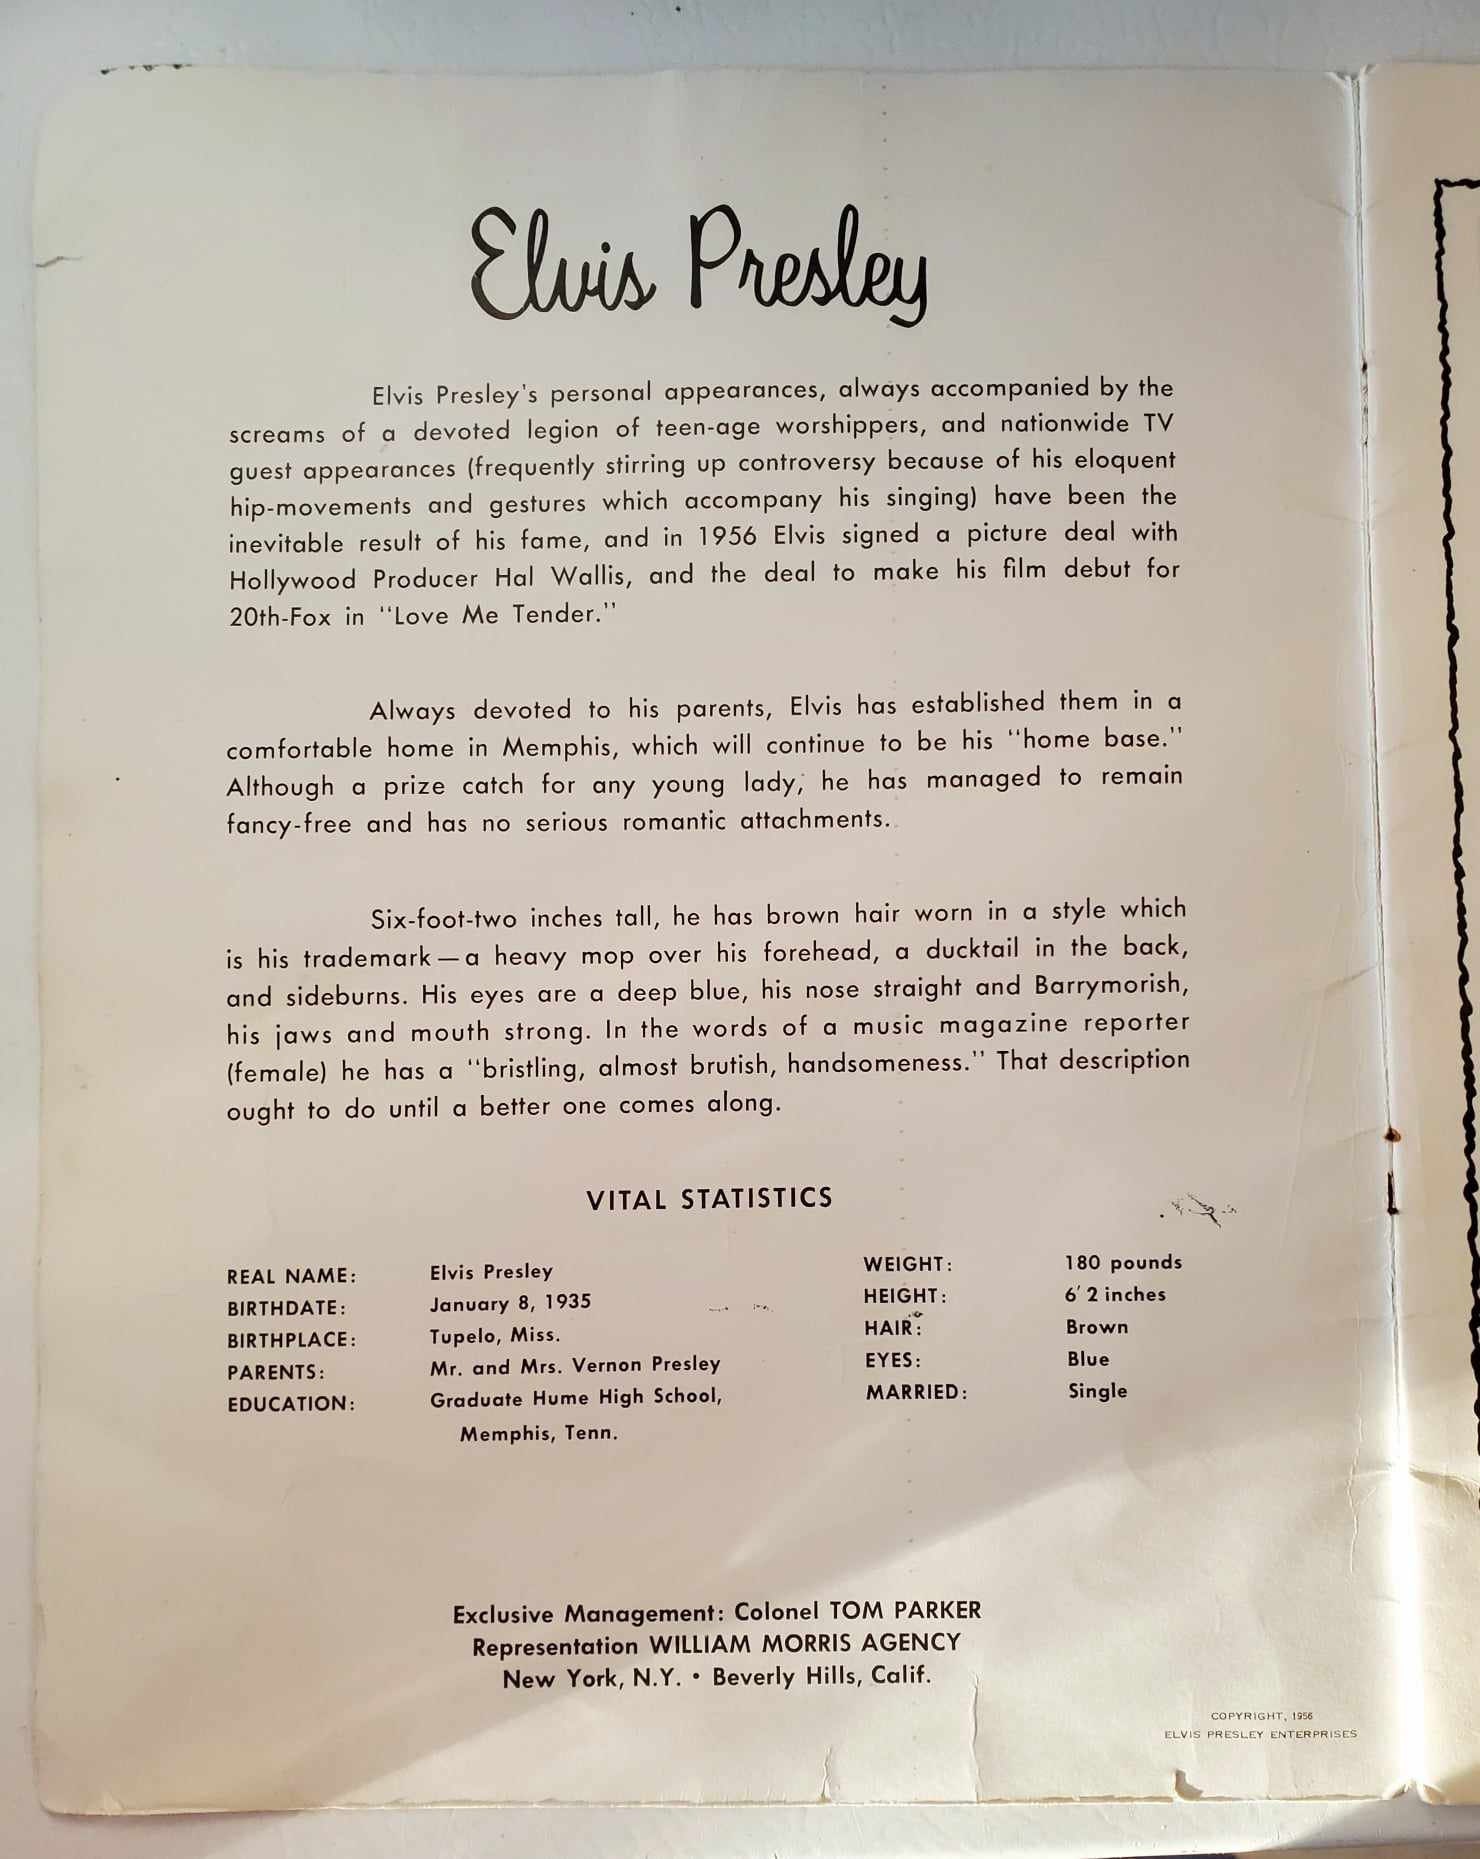 Elvis Presley
Elvis Presley's personal appearances, always accompanied by the
screams of a devoted legion of teen-age worshippers, and nationwide TV
guest appearances (frequently stirring up controversy because of his eloquent
hip-movements and gestures which accompany his singing) have been the
inevitable result of his fame, and in 1956 Elvis signed a picture deal with
Hollywood Producer Hal Wallis, and the deal to make his film debut for
20th-Fox in "Love Me Tender."
Always devoted to his parents, Elvis has established them in a
comfortable home in Memphis, which will continue to be his "home base."
Although a prize catch for any young lady, he has managed to remain
fancy-free and has no serious romantic attachments.
Six-foot-two inches tall, he has brown hair worn in a style which
is his trademark — a heavy mop over his forehead, a ducktail in the back,
and sideburns. His eyes are a deep blue, his nose straight and Barrymorish,
his jaws and mouth strong. In the words of a music magazine reporter
(female) he has a "bristling, almost brutish, handsomeness." That description
ought to do until a better one comes along.
VITAL STATISTICS
REAL NAME: Elvis Presley
BIRTHDATE: January 8, 1935
BIRTHPLACE: Tupelo, Miss.
PARENTS: Mr. and Mrs. Vernon Presley
EDUCATION: Graduate Hume High School,
Memphis, Tenn.
WEIGHT: 180 pounds
HEIGHT: 6' 2 inches
HAIR: Brown
EYES: Blue
MARRIED: Single
Exclusive Management: Colonel TOM PARKER
Representation WILLIAM MORRIS AGENCY
New York, N.Y. • Beverly Hills, Calif.
COPYRIGHT, 1956
ELVIS PRESLEY ENTERPRISES